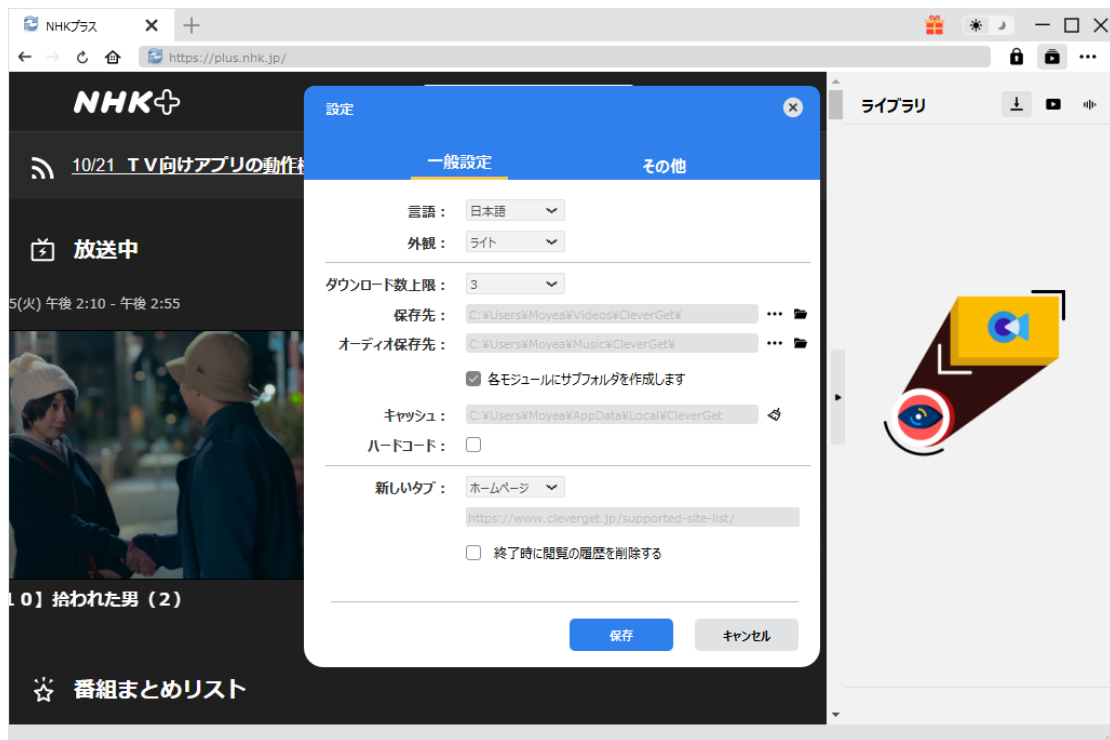 NHKプラス
https://plus.nhk.jp/
NHK+
10/21 ＴＶ向けアプリの動作
放送中
5(火) 午後 2:10 - 午後 2:55
0】拾われた男（２）
番組まとめリスト
設定
一般設定
その他
言語：
日本語
外観：
ライト
ダウンロード数上限：
3
保存先：
C:¥Users¥Moyea¥Videos¥CleverGet¥
オーディオ保存先：
C:¥Users¥Moyea¥Music¥CleverGet¥
各モジュールにサブフォルダを作成します
キャッシュ：
C:¥Users¥Moyea¥AppData¥Local¥CleverGet
ハードコード：
新しいタブ：
ホームページ
https://www.cleverget.jp/supported-site-list/
終了時に閲覧の履歴を削除する
保存
キャンセル
ライブラリ